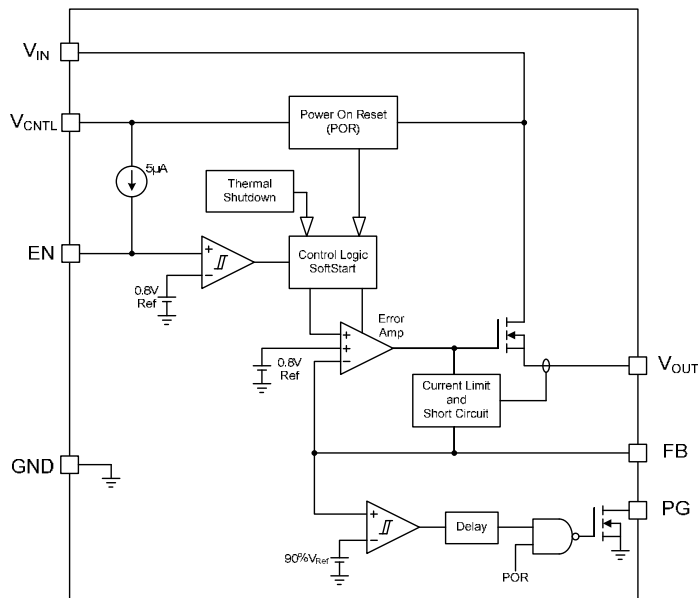 VIN
VCNTL
Power On Reset
(POR)
5µA
Thermal
Shutdown
EN
Control Logic
SoftStart
+
−
0.8V
Ref
Error
Amp
+
+
−
0.8V
Ref
VOUT
Current Limit
and
Short Circuit
GND
FB
PG
+
−
Delay
90%VRef
POR